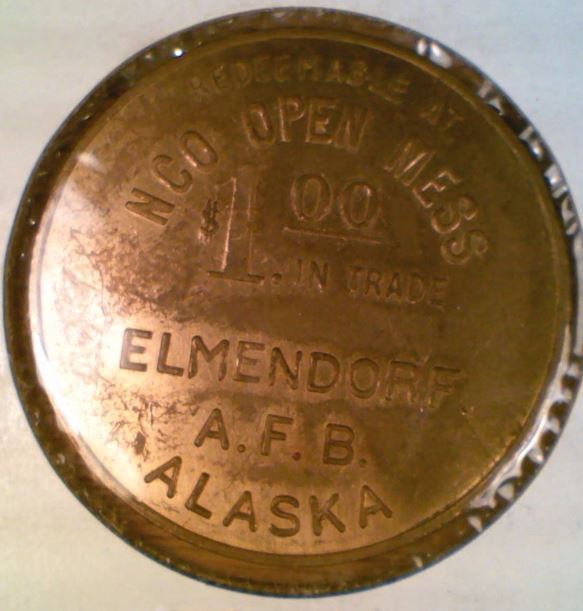 REDEEMABLE AT
NCO OPEN MESS
$1.00
IN TRADE
ELMENDORF
A.F.B.
ALASKA